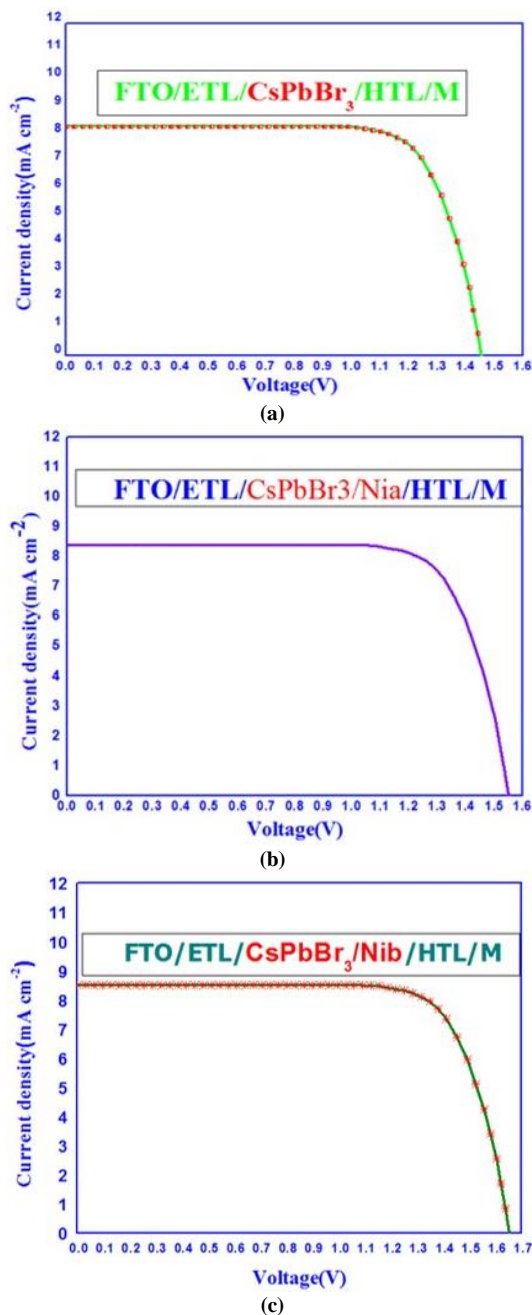 12
11
10
9
8
7
6
5
4
3
2
1
0
Current density(mA cm⁻²)
FTO/ETL/CsPbBr₃/HTL/M
0.0 0.1 0.2 0.3 0.4 0.5 0.6 0.7 0.8 0.9 1.0 1.1 1.2 1.3 1.4 1.5 1.6
Voltage(V)
(a)
12
11
10
9
8
7
6
5
4
3
2
1
0
Current density(mA cm⁻²)
FTO/ETL/CsPbBr3/Nia/HTL/M
0.0 0.1 0.2 0.3 0.4 0.5 0.6 0.7 0.8 0.9 1.0 1.1 1.2 1.3 1.4 1.5 1.6
Voltage(V)
(b)
12
11
10
9
8
7
6
5
4
3
2
1
0
Current density(mA cm⁻²)
FTO/ETL/CsPbBr₃/Nib/HTL/M
0.0 0.1 0.2 0.3 0.4 0.5 0.6 0.7 0.8 0.9 1.0 1.1 1.2 1.3 1.4 1.5 1.6 1.7
Voltage(V)
(c)